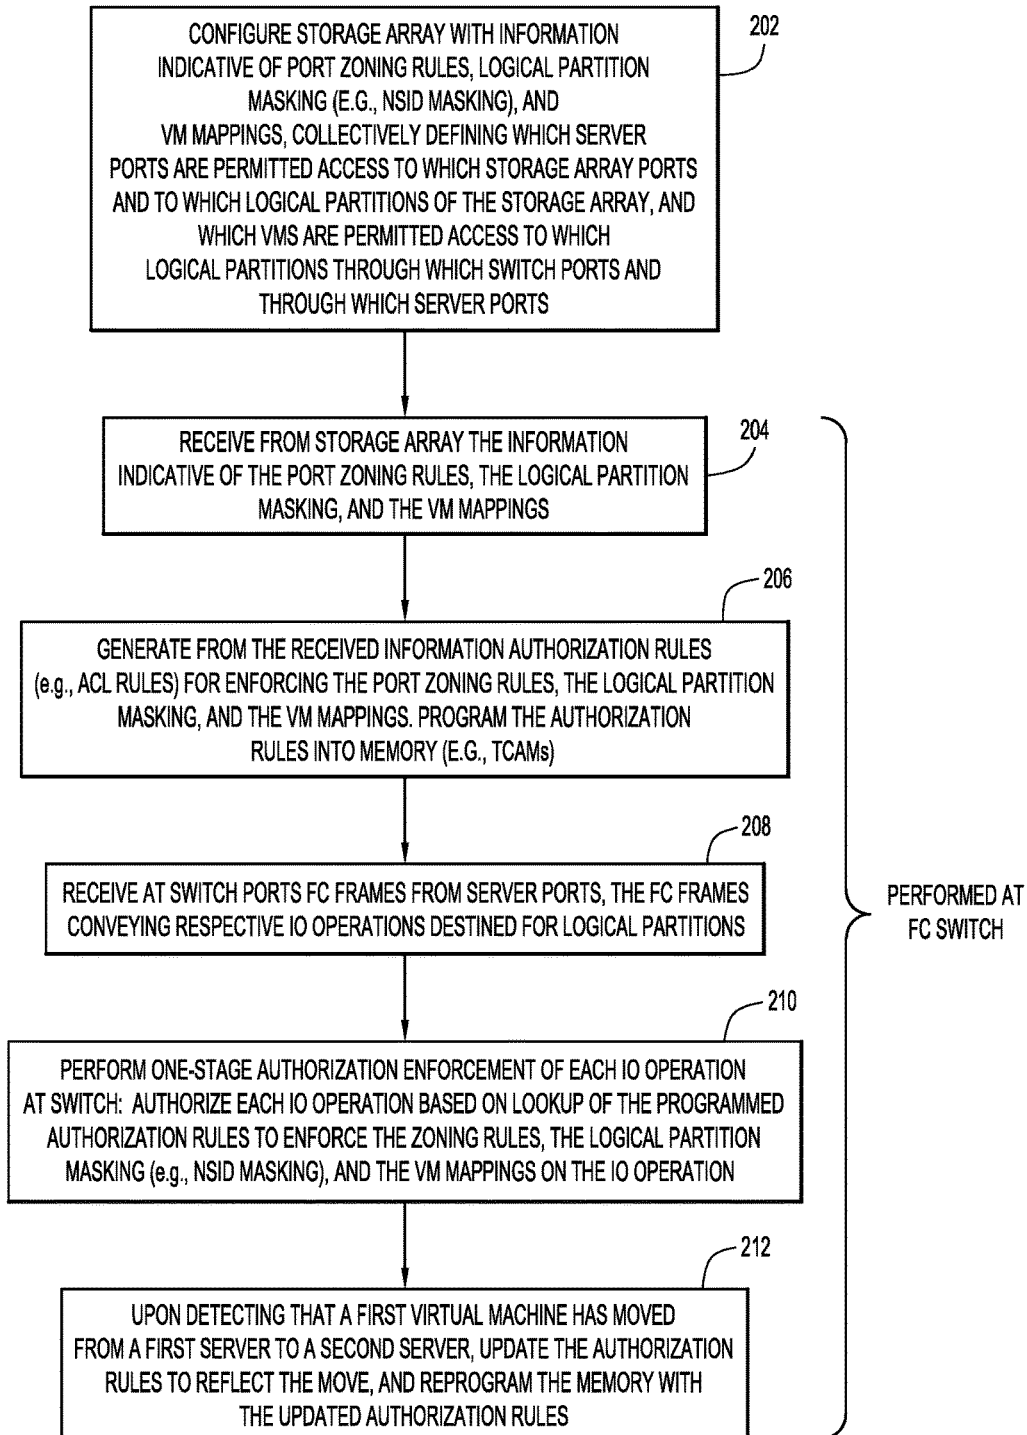 202
CONFIGURE STORAGE ARRAY WITH INFORMATION
INDICATIVE OF PORT ZONING RULES, LOGICAL PARTITION
MASKING (E.G., NSID MASKING), AND
VM MAPPINGS, COLLECTIVELY DEFINING WHICH SERVER
PORTS ARE PERMITTED ACCESS TO WHICH STORAGE ARRAY PORTS
AND TO WHICH LOGICAL PARTITIONS OF THE STORAGE ARRAY, AND
WHICH VMS ARE PERMITTED ACCESS TO WHICH
LOGICAL PARTITIONS THROUGH WHICH SWITCH PORTS AND
THROUGH WHICH SERVER PORTS
204
RECEIVE FROM STORAGE ARRAY THE INFORMATION
INDICATIVE OF THE PORT ZONING RULES, THE LOGICAL PARTITION
MASKING, AND THE VM MAPPINGS
206
GENERATE FROM THE RECEIVED INFORMATION AUTHORIZATION RULES
(e.g., ACL RULES) FOR ENFORCING THE PORT ZONING RULES, THE LOGICAL PARTITION
MASKING, AND THE VM MAPPINGS. PROGRAM THE AUTHORIZATION
RULES INTO MEMORY (E.G., TCAMs)
208
RECEIVE AT SWITCH PORTS FC FRAMES FROM SERVER PORTS, THE FC FRAMES
CONVEYING RESPECTIVE IO OPERATIONS DESTINED FOR LOGICAL PARTITIONS
PERFORMED AT
FC SWITCH
210
PERFORM ONE-STAGE AUTHORIZATION ENFORCEMENT OF EACH IO OPERATION
AT SWITCH: AUTHORIZE EACH IO OPERATION BASED ON LOOKUP OF THE PROGRAMMED
AUTHORIZATION RULES TO ENFORCE THE ZONING RULES, THE LOGICAL PARTITION
MASKING (e.g., NSID MASKING), AND THE VM MAPPINGS ON THE IO OPERATION
212
UPON DETECTING THAT A FIRST VIRTUAL MACHINE HAS MOVED
FROM A FIRST SERVER TO A SECOND SERVER, UPDATE THE AUTHORIZATION
RULES TO REFLECT THE MOVE, AND REPROGRAM THE MEMORY WITH
THE UPDATED AUTHORIZATION RULES